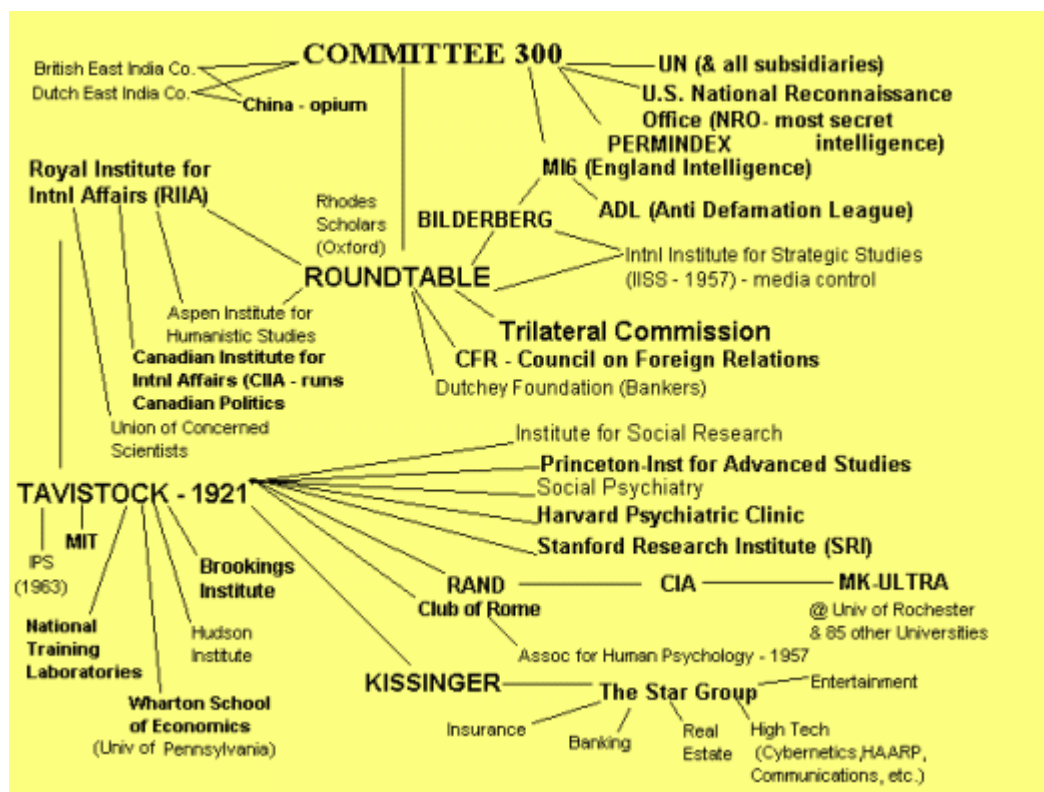 COMMITTEE 300
British East India Co.
Dutch East India Co.
China - opium
UN (& all subsidiaries)
U.S. National Reconnaissance
Office (NRO- most secret
intelligence)
PERMINDEX
MI6 (England Intelligence)
ADL (Anti Defamation League)
Royal Institute for
Intnl Affairs (RIIA)
Rhodes
Scholars
(Oxford)
BILDERBERG
Intnl Institute for Strategic Studies
(IISS - 1957) - media control
ROUNDTABLE
Aspen Institute for
Humanistic Studies
Trilateral Commission
CFR - Council on Foreign Relations
Dutchey Foundation (Bankers)
Canadian Institute for
Intnl Affairs (CIIA - runs
Canadian Politics
Union of Concerned
Scientists
Institute for Social Research
Princeton-Inst for Advanced Studies
Social Psychiatry
Harvard Psychiatric Clinic
Stanford Research Institute (SRI)
TAVISTOCK - 1921
IPS
(1963)
MIT
Brookings
Institute
RAND
CIA
MK-ULTRA
@ Univ of Rochester
& 85 other Universities
Club of Rome
Assoc for Human Psychology - 1957
National
Training
Laboratories
Hudson
Institute
Wharton School
of Economics
(Univ of Pennsylvania)
KISSINGER
The Star Group
Entertainment
Insurance
Banking
Real
Estate
High Tech
(Cybernetics,HAARP,
Communications, etc.)